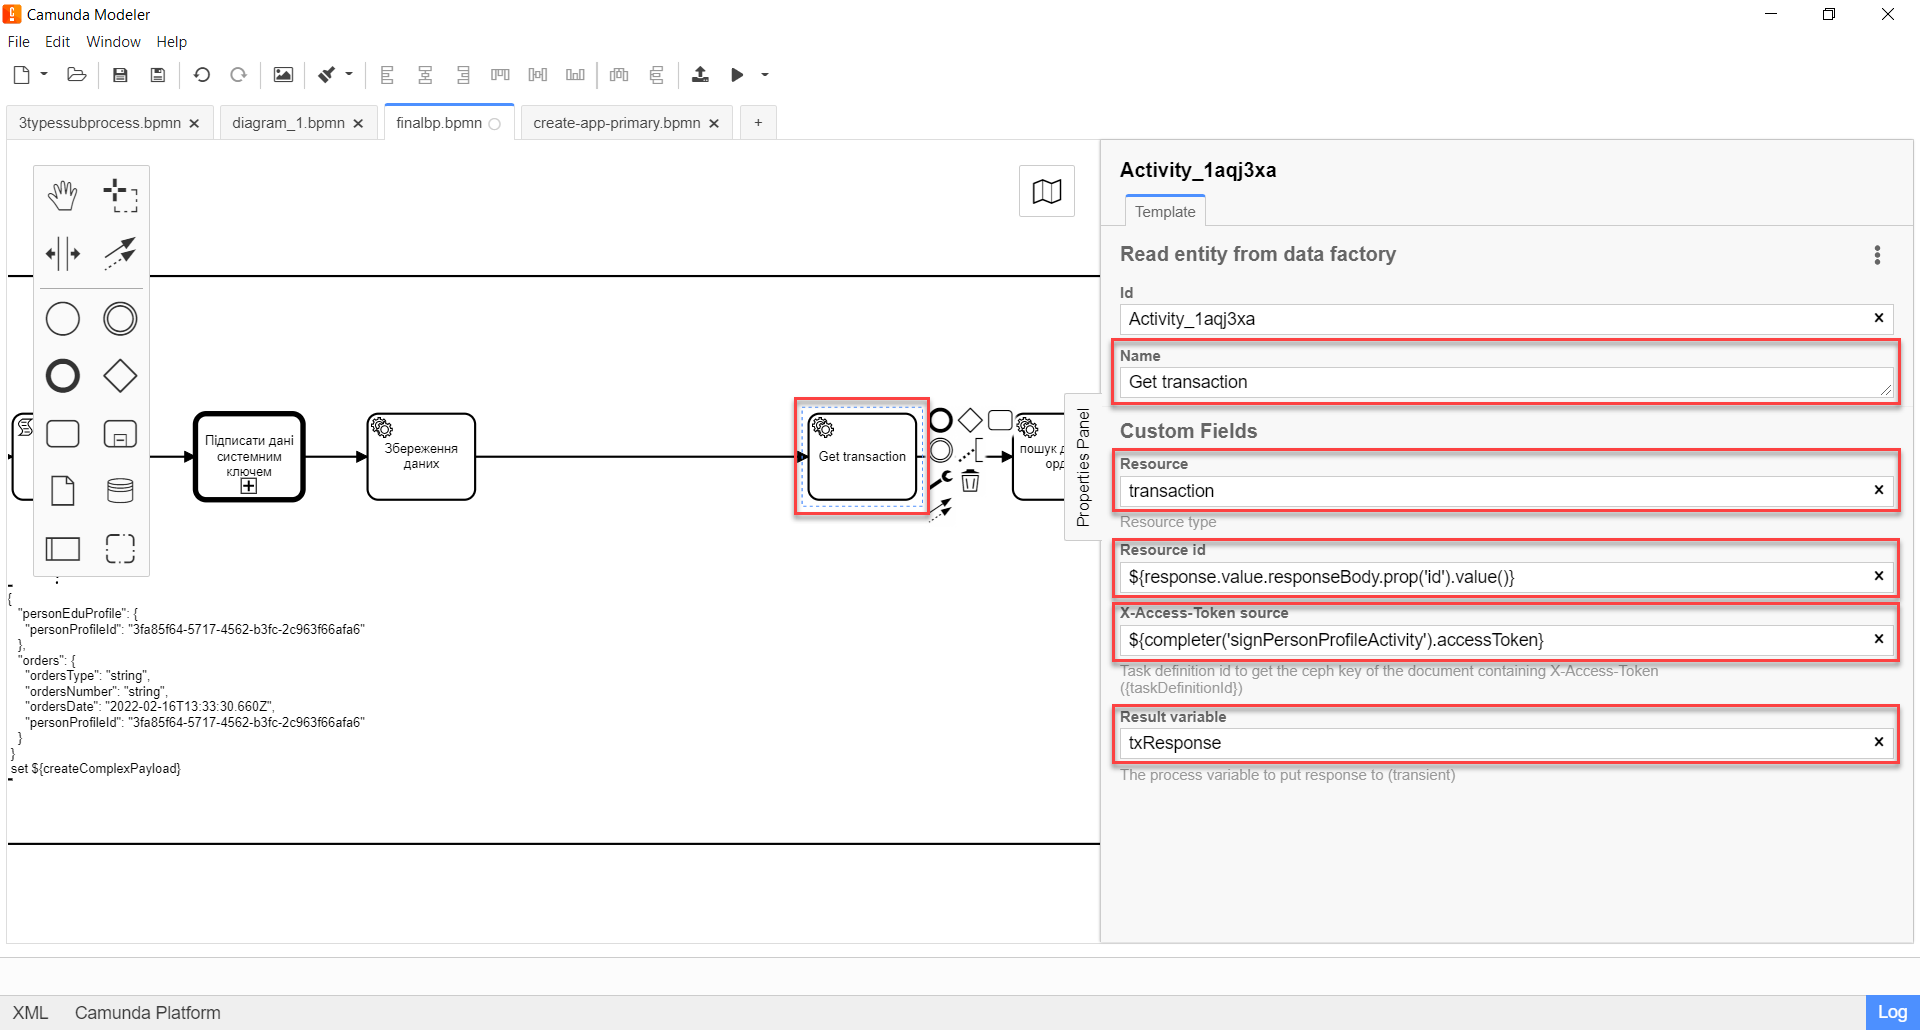 Camunda Modeler
File Edit Window Help
3typessubprocess.bpmn
diagram_1.bpmn
finalbp.bpmn
create-app-primary.bpmn
+
Підписати дані
системним
ключем
Збереження
даних
Get transaction
пошук д
орд
{
"personEduProfile": {
"personProfileId": "3fa85f64-5717-4562-b3fc-2c963f66afa6"
},
"orders": {
"ordersType": "string",
"ordersNumber": "string",
"ordersDate": "2022-02-16T13:33:30.660Z",
"personProfileId": "3fa85f64-5717-4562-b3fc-2c963f66afa6"
}
}
set ${createComplexPayload}
Properties Panel
Activity_1aqj3xa
Template
Read entity from data factory
Id
Activity_1aqj3xa
Name
Get transaction
Custom Fields
Resource
transaction
Resource type
Resource id
${response.value.responseBody.prop('id').value()}
X-Access-Token source
${completer('signPersonProfileActivity').accessToken}
Task definition id to get the ceph key of the document containing X-Access-Token
({taskDefinitionId})
Result variable
txResponse
The process variable to put response to (transient)
XML Camunda Platform
Log